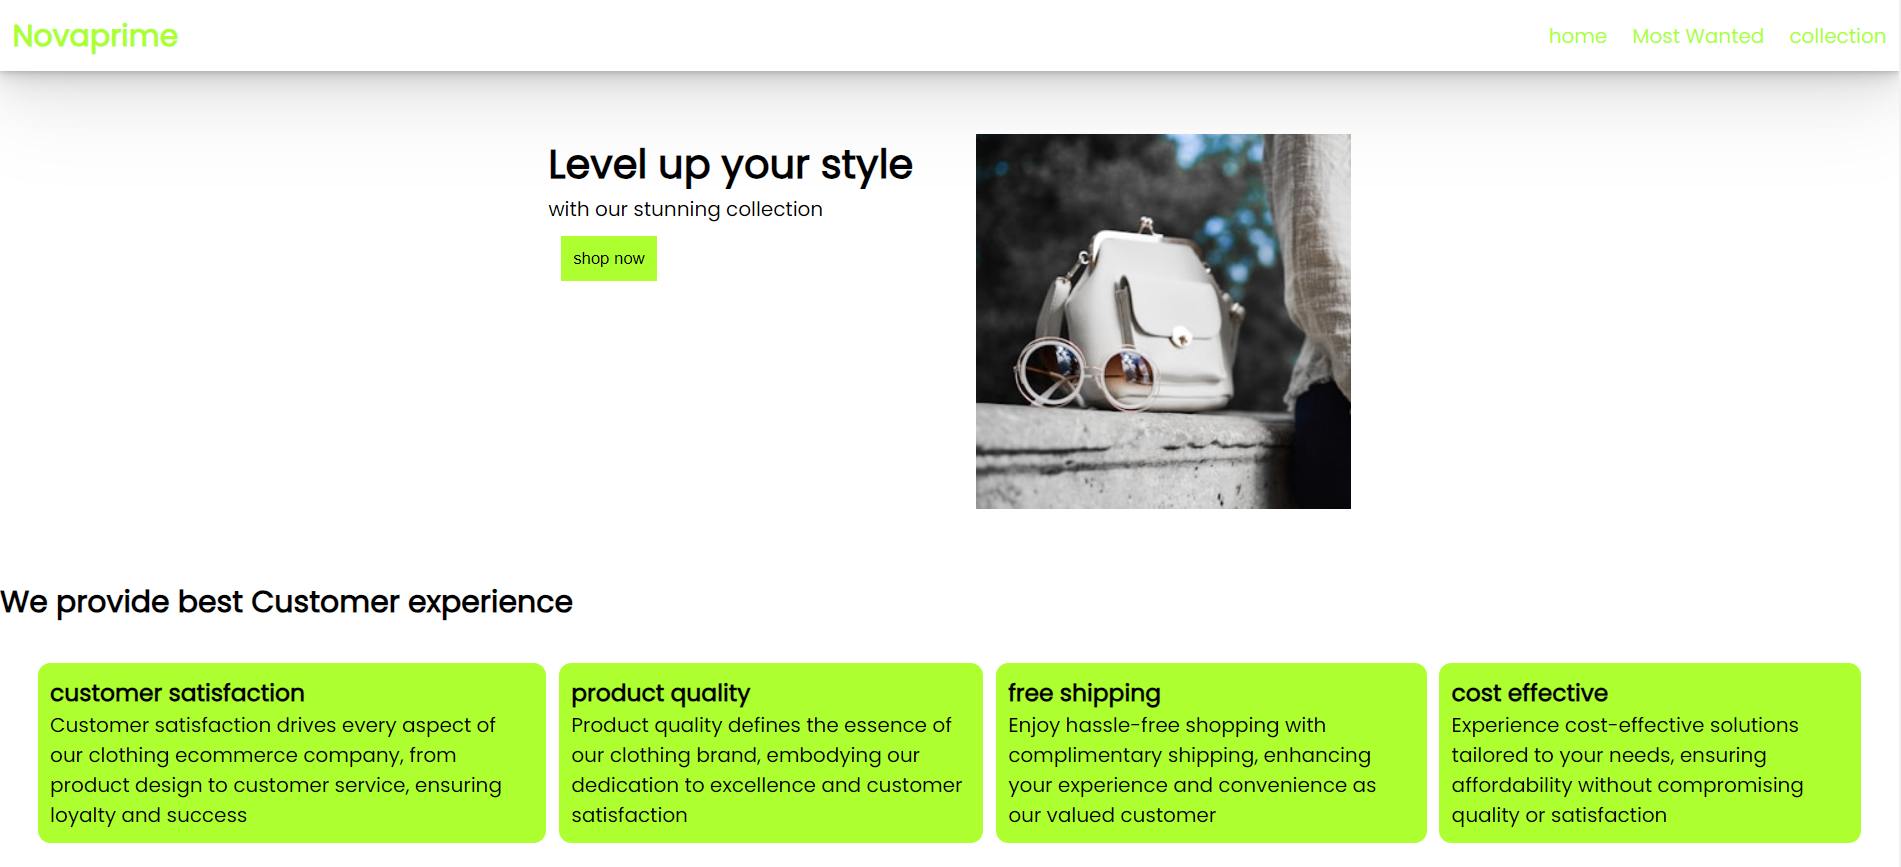 Novaprime
home Most Wanted collection
Level up your style
with our stunning collection
shop now
We provide best Customer experience
customer satisfaction
Customer satisfaction drives every aspect of
our clothing ecommerce company, from
product design to customer service, ensuring
loyalty and success
product quality
Product quality defines the essence of
our clothing brand, embodying our
dedication to excellence and customer
satisfaction
free shipping
Enjoy hassle-free shopping with
complimentary shipping, enhancing
your experience and convenience as
our valued customer
cost effective
Experience cost-effective solutions
tailored to your needs, ensuring
affordability without compromising
quality or satisfaction